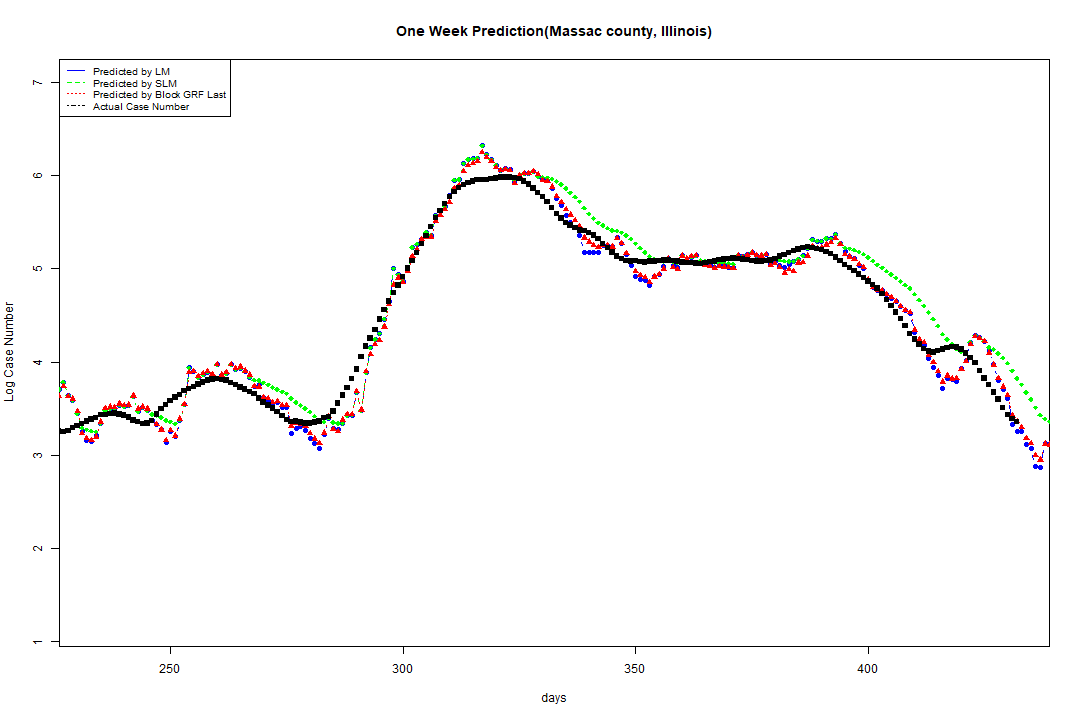 One Week Prediction(Massac county, Illinois)
Predicted by LM
Predicted by SLM
Predicted by Block GRF Last
Actual Case Number
7
6
5
4
3
2
1
Log Case Number
250 300 350 400
days